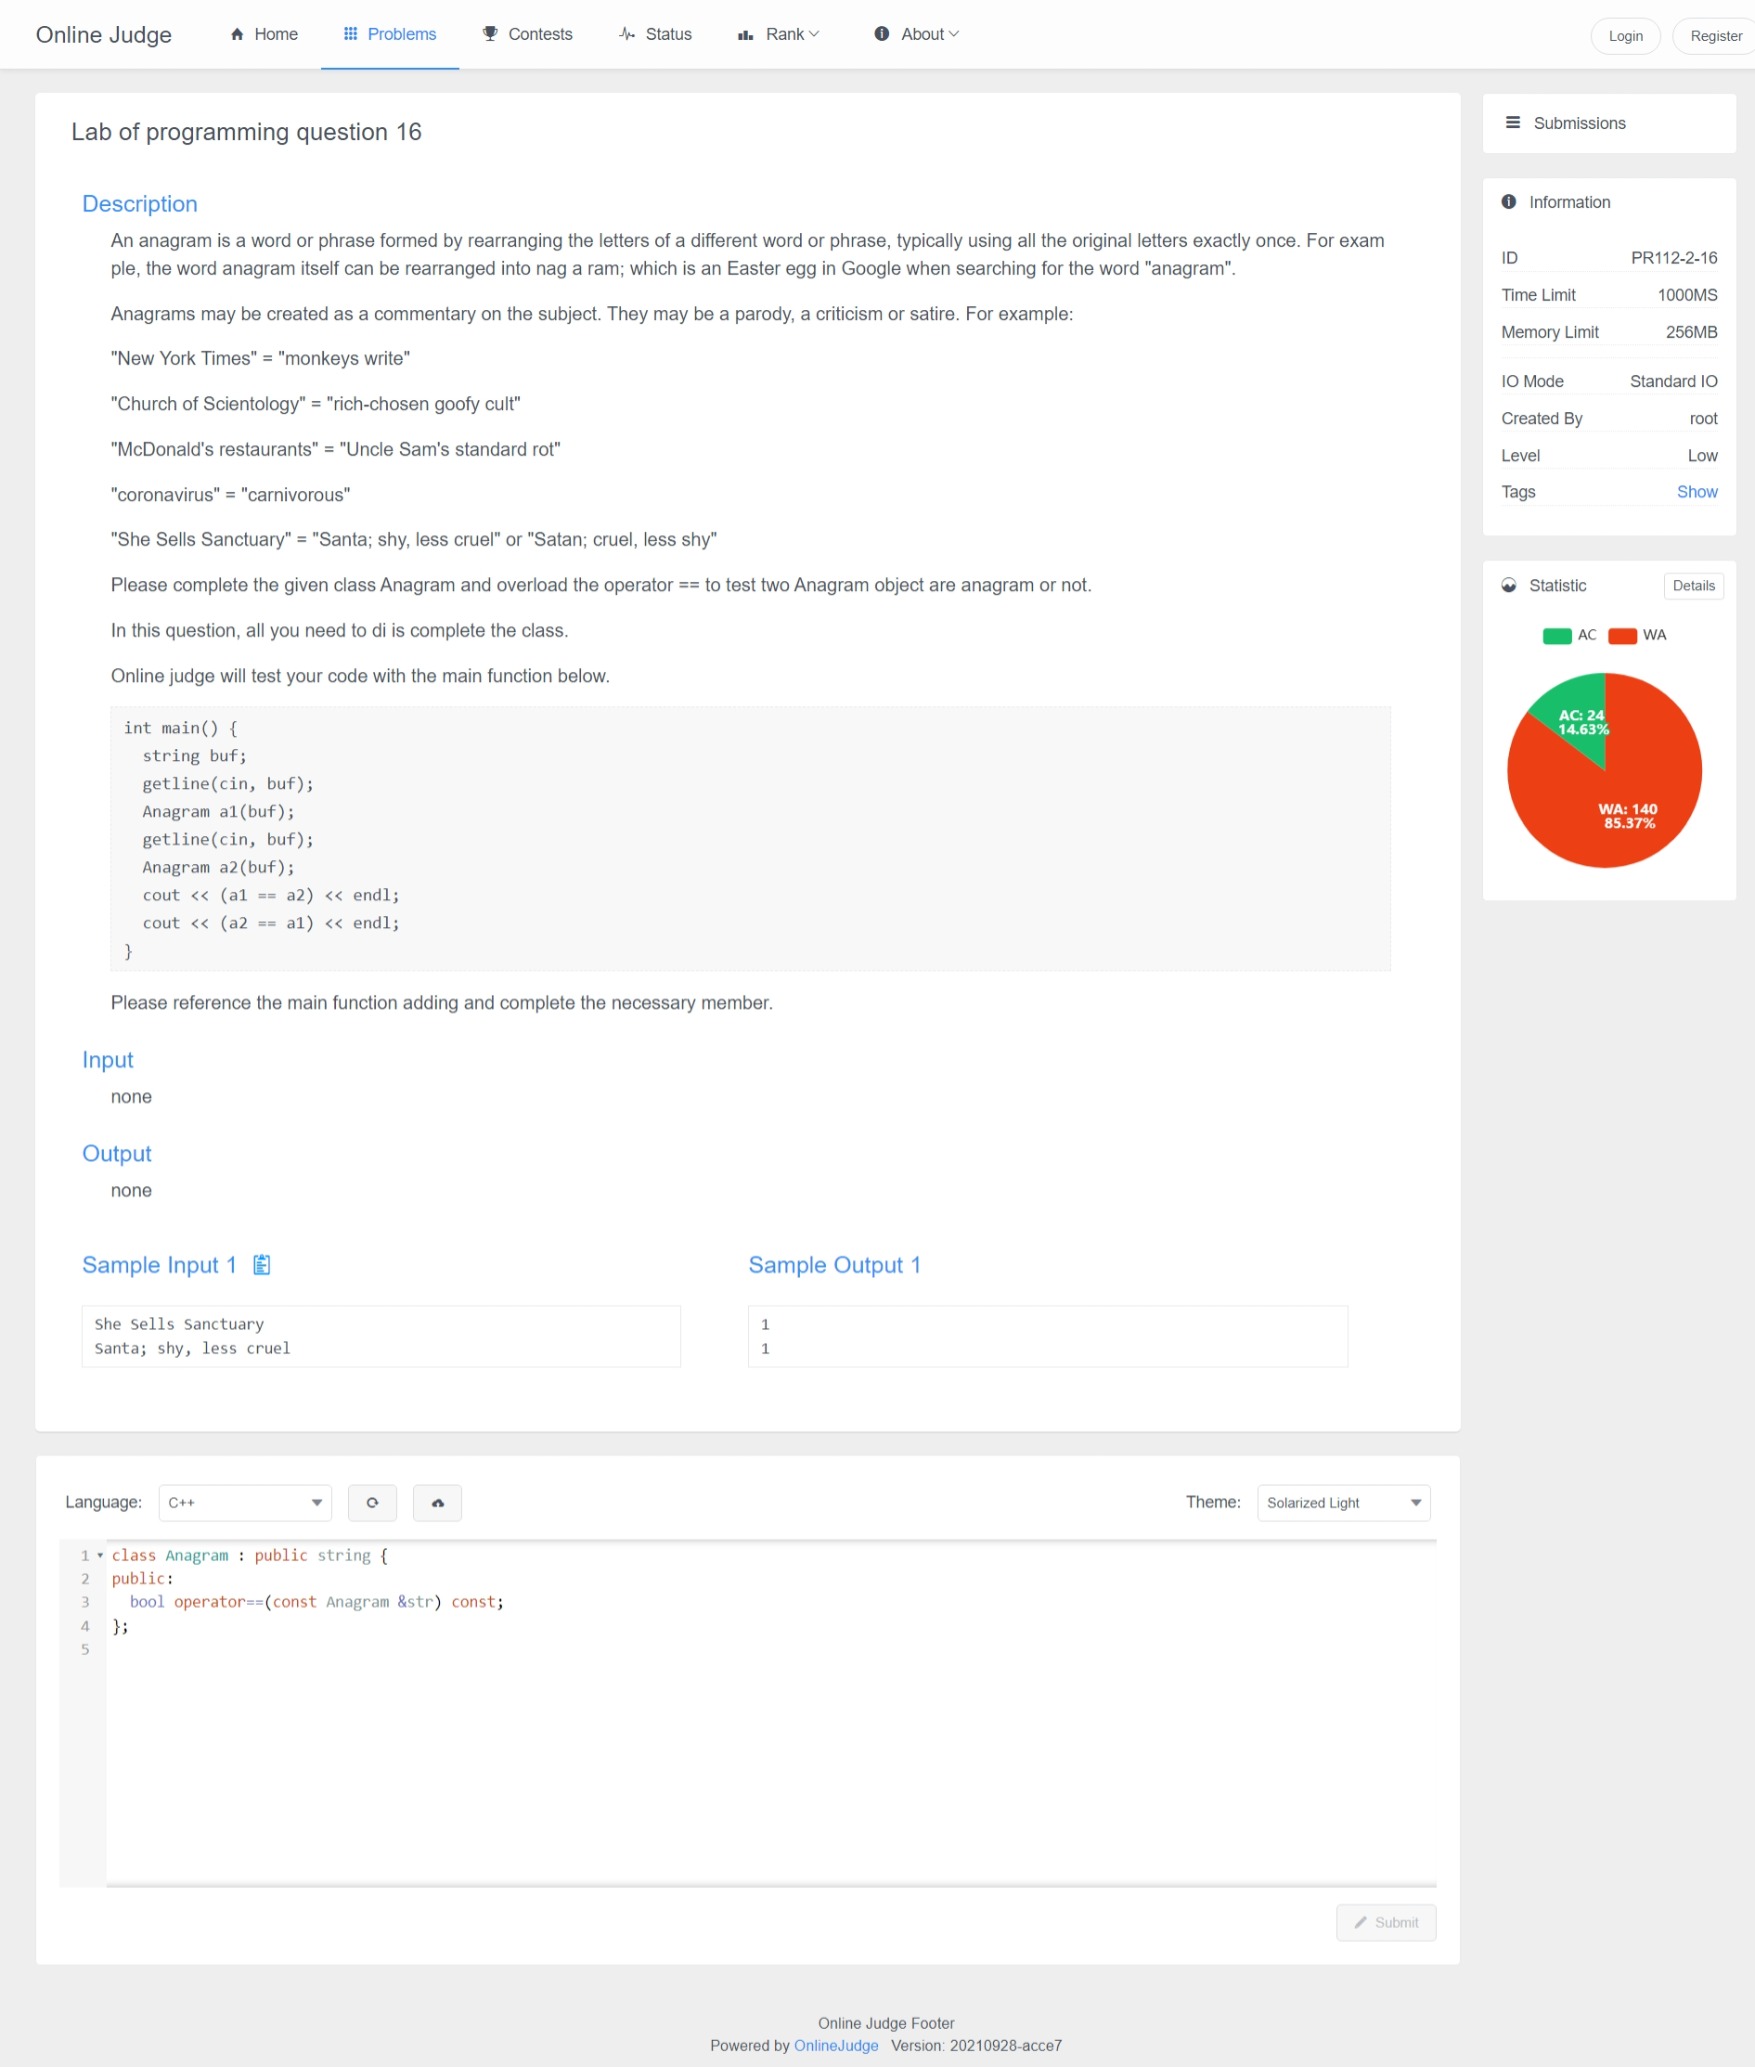 Online Judge
Home
Problems
Contests
Status
Rank
About
Login
Register
Lab of programming question 16
Description
An anagram is a word or phrase formed by rearranging the letters of a different word or phrase, typically using all the original letters exactly once. For exam
ple, the word anagram itself can be rearranged into nag a ram; which is an Easter egg in Google when searching for the word "anagram".
Anagrams may be created as a commentary on the subject. They may be a parody, a criticism or satire. For example:
"New York Times" = "monkeys write"
"Church of Scientology" = "rich-chosen goofy cult"
"McDonald's restaurants" = "Uncle Sam's standard rot"
"coronavirus" = "carnivorous"
"She Sells Sanctuary" = "Santa; shy, less cruel" or "Satan; cruel, less shy"
Please complete the given class Anagram and overload the operator == to test two Anagram object are anagram or not.
In this question, all you need to di is complete the class.
Online judge will test your code with the main function below.
int main() {
  string buf;
  getline(cin, buf);
  Anagram a1(buf);
  getline(cin, buf);
  Anagram a2(buf);
  cout << (a1 == a2) << endl;
  cout << (a2 == a1) << endl;
}
Please reference the main function adding and complete the necessary member.
Input
none
Output
none
Sample Input 1
She Sells Sanctuary
Santa; shy, less cruel
Sample Output 1
1
1
Submissions
Information
ID PR112-2-16
Time Limit 1000MS
Memory Limit 256MB
IO Mode Standard IO
Created By root
Level Low
Tags Show
Statistic Details
AC WA
AC: 24
14.63%
WA: 140
85.37%
Language: C++
Theme: Solarized Light
1 class Anagram : public string {
2 public:
3   bool operator==(const Anagram &str) const;
4 };
5
Submit
Online Judge Footer
Powered by OnlineJudge Version: 20210928-acce7